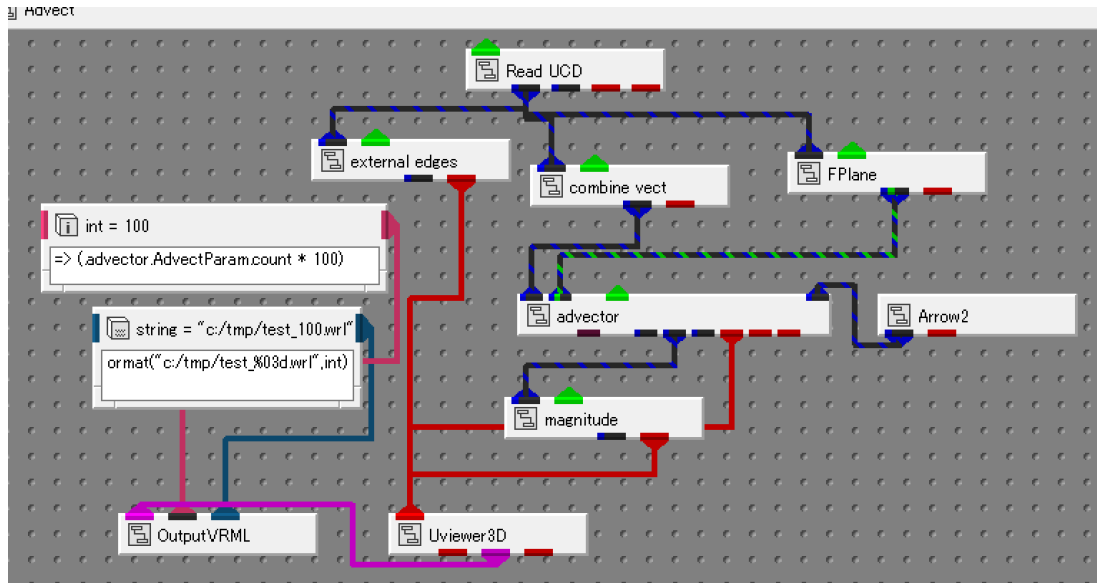 Advect
Read UCD
external edges
combine vect
FPlane
int = 100
=> (.advector.AdvectParam.count * 100)
string = "c:/tmp/test_100.wrl"
ormat("c:/tmp/test_%03d.wrl",int)
advector
Arrow2
magnitude
OutputVRML
Uviewer3D